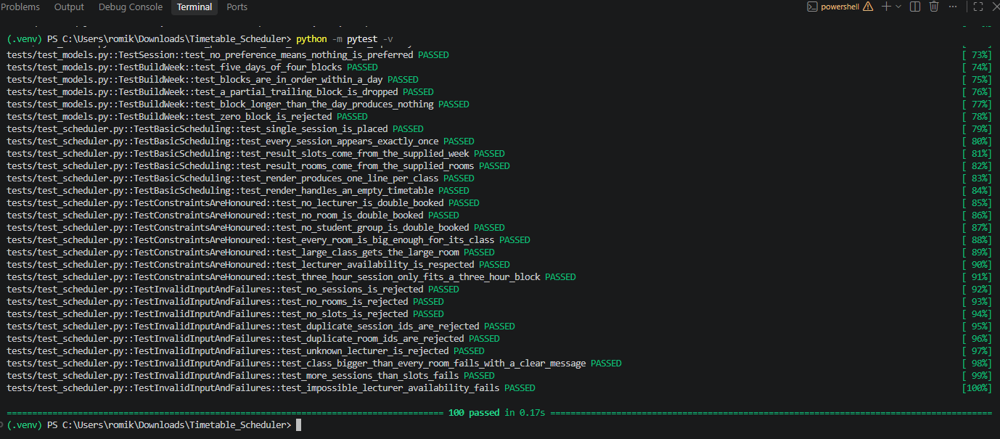 Problems Output Debug Console Terminal Ports powershell
(.venv) PS C:\Users\romik\Downloads\Timetable_Scheduler> python -m pytest -v
tests/test_models.py::TestSession::test_no_preference_means_nothing_is_preferred PASSED [ 73%]
tests/test_models.py::TestBuildWeek::test_five_days_of_four_blocks PASSED [ 74%]
tests/test_models.py::TestBuildWeek::test_blocks_are_in_order_within_a_day PASSED [ 75%]
tests/test_models.py::TestBuildWeek::test_a_partial_trailing_block_is_dropped PASSED [ 76%]
tests/test_models.py::TestBuildWeek::test_block_longer_than_the_day_produces_nothing PASSED [ 77%]
tests/test_models.py::TestBuildWeek::test_zero_block_is_rejected PASSED [ 78%]
tests/test_scheduler.py::TestBasicScheduling::test_single_session_is_placed PASSED [ 79%]
tests/test_scheduler.py::TestBasicScheduling::test_every_session_appears_exactly_once PASSED [ 80%]
tests/test_scheduler.py::TestBasicScheduling::test_result_slots_come_from_the_supplied_week PASSED [ 81%]
tests/test_scheduler.py::TestBasicScheduling::test_result_rooms_come_from_the_supplied_rooms PASSED [ 82%]
tests/test_scheduler.py::TestBasicScheduling::test_render_produces_one_line_per_class PASSED [ 83%]
tests/test_scheduler.py::TestBasicScheduling::test_render_handles_an_empty_timetable PASSED [ 84%]
tests/test_scheduler.py::TestConstraintsAreHonoured::test_no_lecturer_is_double_booked PASSED [ 85%]
tests/test_scheduler.py::TestConstraintsAreHonoured::test_no_room_is_double_booked PASSED [ 86%]
tests/test_scheduler.py::TestConstraintsAreHonoured::test_no_student_group_is_double_booked PASSED [ 87%]
tests/test_scheduler.py::TestConstraintsAreHonoured::test_every_room_is_big_enough_for_its_class PASSED [ 88%]
tests/test_scheduler.py::TestConstraintsAreHonoured::test_large_class_gets_the_large_room PASSED [ 89%]
tests/test_scheduler.py::TestConstraintsAreHonoured::test_lecturer_availability_is_respected PASSED [ 90%]
tests/test_scheduler.py::TestConstraintsAreHonoured::test_three_hour_session_only_fits_a_three_hour_block PASSED [ 91%]
tests/test_scheduler.py::TestInvalidInputAndFailures::test_no_sessions_is_rejected PASSED [ 92%]
tests/test_scheduler.py::TestInvalidInputAndFailures::test_no_rooms_is_rejected PASSED [ 93%]
tests/test_scheduler.py::TestInvalidInputAndFailures::test_no_slots_is_rejected PASSED [ 94%]
tests/test_scheduler.py::TestInvalidInputAndFailures::test_duplicate_session_ids_are_rejected PASSED [ 95%]
tests/test_scheduler.py::TestInvalidInputAndFailures::test_duplicate_room_ids_are_rejected PASSED [ 96%]
tests/test_scheduler.py::TestInvalidInputAndFailures::test_unknown_lecturer_is_rejected PASSED [ 97%]
tests/test_scheduler.py::TestInvalidInputAndFailures::test_class_bigger_than_every_room_fails_with_a_clear_message PASSED [ 98%]
tests/test_scheduler.py::TestInvalidInputAndFailures::test_more_sessions_than_slots_fails PASSED [ 99%]
tests/test_scheduler.py::TestInvalidInputAndFailures::test_impossible_lecturer_availability_fails PASSED [100%]
100 passed in 0.17s
(.venv) PS C:\Users\romik\Downloads\Timetable_Scheduler>